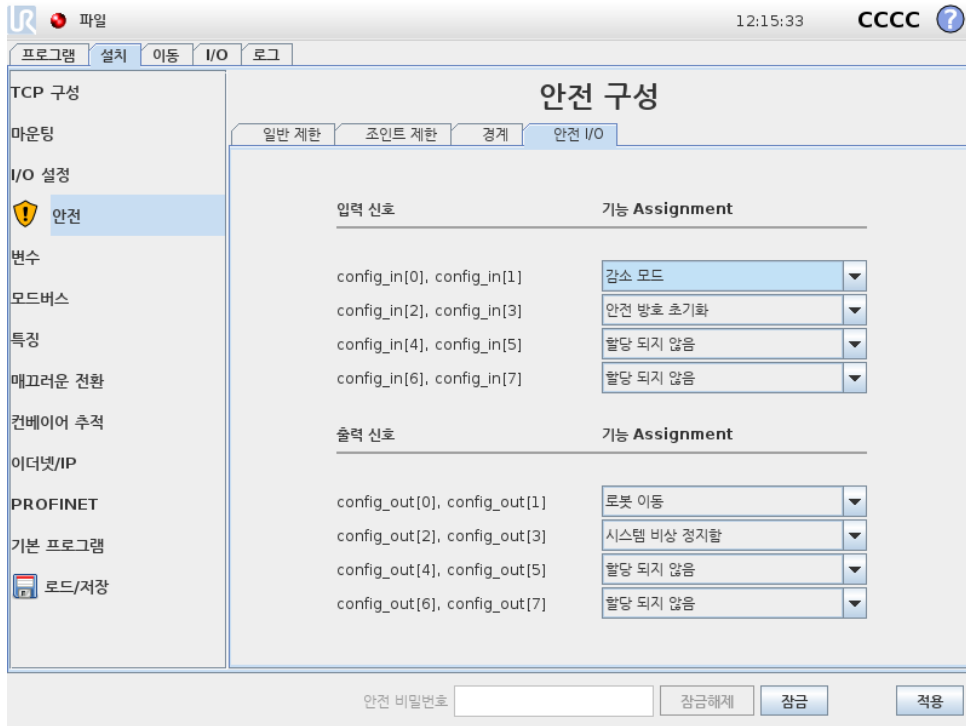 UR 파일 12:15:33 CCCC ?
프로그램 설치 이동 I/O 로그
TCP 구성
마운팅
I/O 설정
안전
변수
모드버스
특징
매끄러운 전환
컨베이어 추적
이더넷/IP
PROFINET
기본 프로그램
로드/저장
안전 구성
일반 제한 조인트 제한 경계 안전 I/O
입력 신호 기능 Assignment
config_in[0], config_in[1] 감소 모드
config_in[2], config_in[3] 안전 방호 초기화
config_in[4], config_in[5] 할당 되지 않음
config_in[6], config_in[7] 할당 되지 않음
출력 신호 기능 Assignment
config_out[0], config_out[1] 로봇 이동
config_out[2], config_out[3] 시스템 비상 정지함
config_out[4], config_out[5] 할당 되지 않음
config_out[6], config_out[7] 할당 되지 않음
안전 비밀번호 잠금해제 잠금 적용